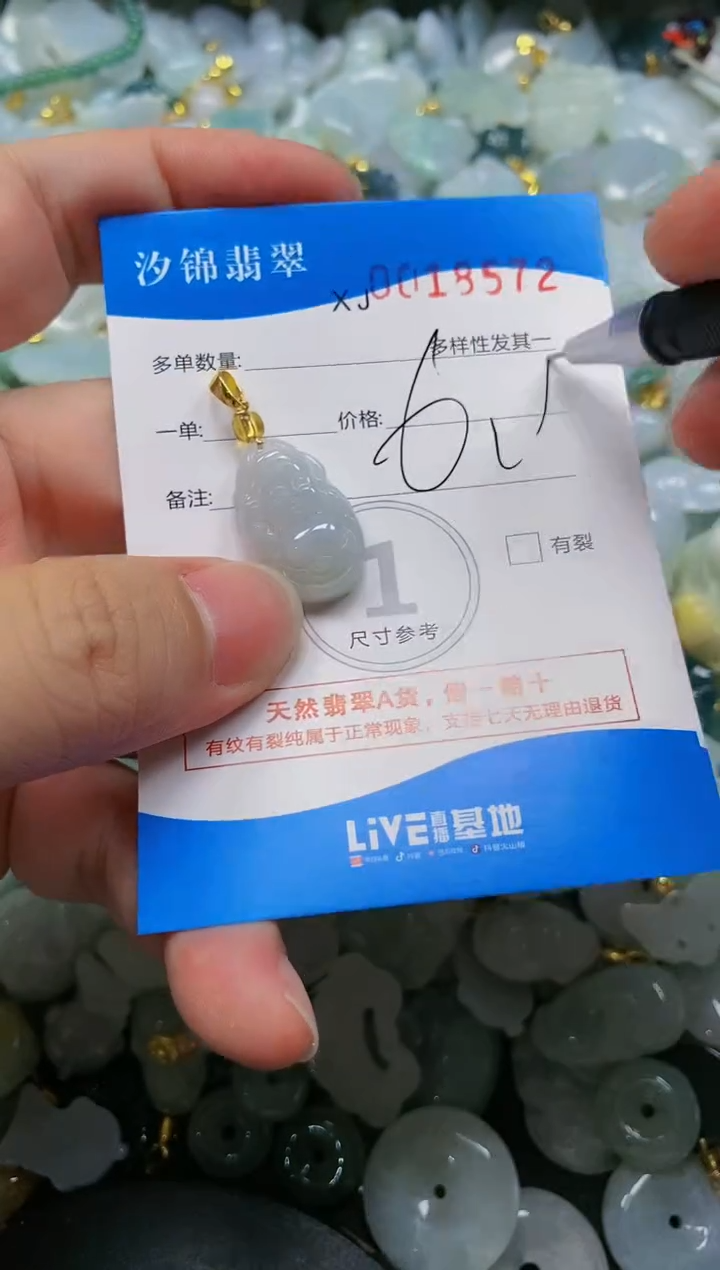 汐锦翡翠
XJ0018572
多单数量:
多样性发其一
一单:
价格:
备注:
1
尺寸参考
有裂
天然翡翠A货，假一赔十
有纹有裂纯属于正常现象，支持七天无理由退货
LiVE直播基地